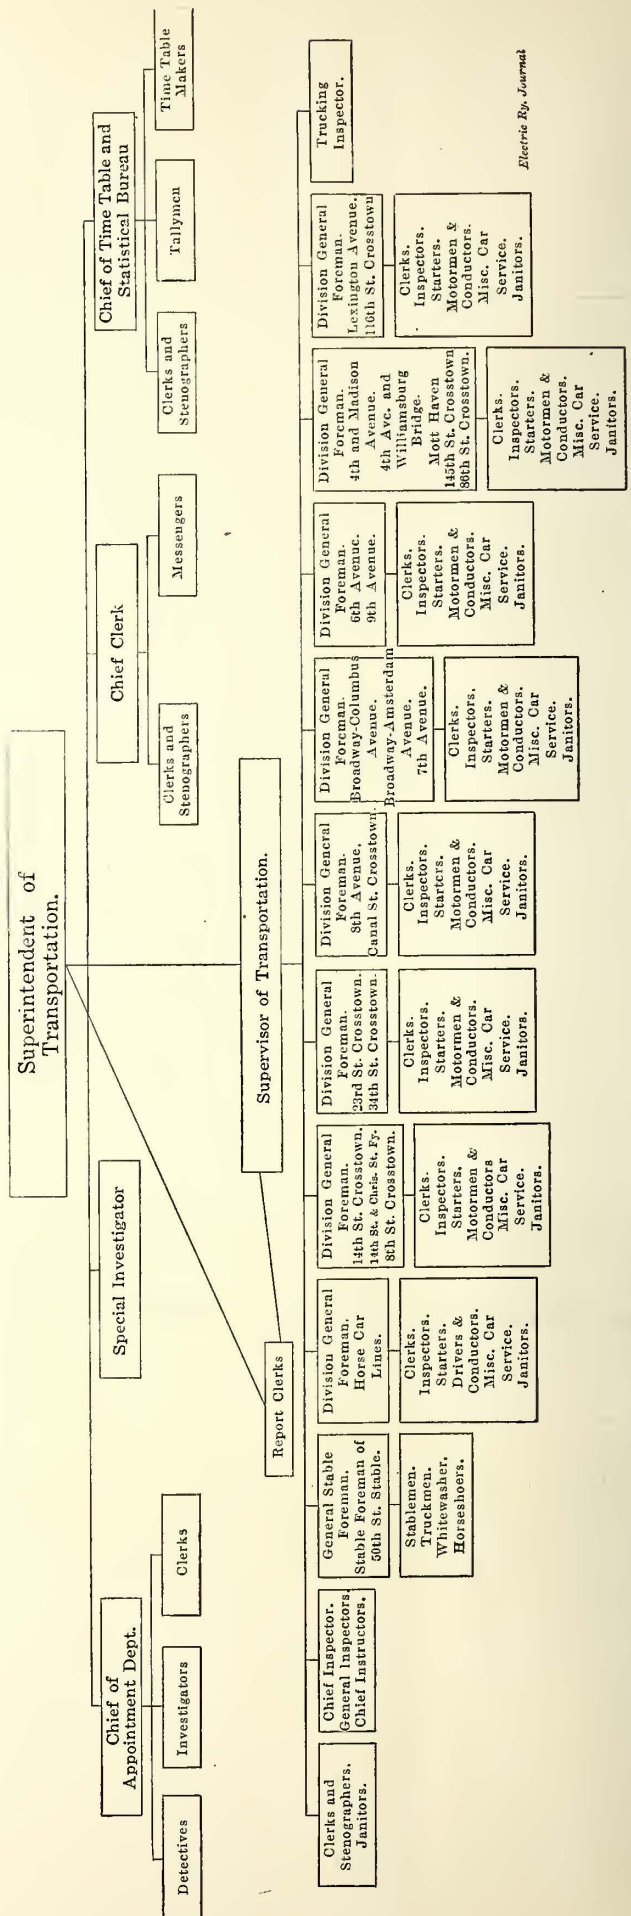 Superintendent of
Transportation.
Chief of
Appointment Dept.
Special Investigator
Chief Clerk
Chief of Time Table and
Statistical Bureau
Detectives
Investigators
Clerks
Clerks and
Stenographers
Messengers
Clerks and
Stenographers
Tallymen
Time Table
Makers
Report Clerks
Supervisor of Transportation.
Clerks and
Stenographers.
Janitors.
Chief Inspector.
General Inspectors.
Chief Instructors.
General Stable
Foreman.
Stable Foreman of
50th St. Stable.
Stablemen.
Truckmen.
Whitewasher.
Horseshoers.
Division General
Foreman.
Horse Car
Lines.
Clerks.
Inspectors.
Starters.
Drivers &
Conductors.
Misc. Car
Service.
Janitors.
Division General
Foreman.
14th St. Crosstown.
14th St. & Chris. St. Fy.
8th St. Crosstown.
Clerks.
Inspectors.
Starters.
Motormen &
Conductors
Misc. Car
Service.
Janitors.
Division General
Foreman.
23rd St. Crosstown.
34th St. Crosstown.
Clerks.
Inspectors.
Starters.
Motormen &
Conductors.
Misc. Car
Service.
Janitors.
Division General
Foreman.
8th Avenue.
Canal St. Crosstown.
Clerks.
Inspectors.
Starters.
Motormen &
Conductors.
Misc. Car
Service.
Janitors.
Division General
Foreman.
Broadway-Columbus
Avenue.
Broadway-Amsterdam
Avenue.
7th Avenue.
Clerks.
Inspectors.
Starters.
Motormen &
Conductors.
Misc. Car
Service.
Janitors.
Division General
Foreman.
6th Avenue.
9th Avenue.
Clerks.
Inspectors.
Starters.
Motormen &
Conductors.
Misc. Car
Service.
Janitors.
Division General
Foreman.
4th and Madison
Avenue.
4th Ave. and
Williamsburg
Bridge.
Mott Haven
145th St. Crosstown
86th St. Crosstown.
Clerks.
Inspectors.
Starters.
Motormen &
Conductors.
Misc. Car
Service.
Janitors.
Division General
Foreman.
Lexington Avenue.
116th St. Crosstown
Clerks.
Inspectors.
Starters.
Motormen &
Conductors.
Misc. Car
Service.
Janitors.
Trucking
Inspector.
Electric Ry. Journal